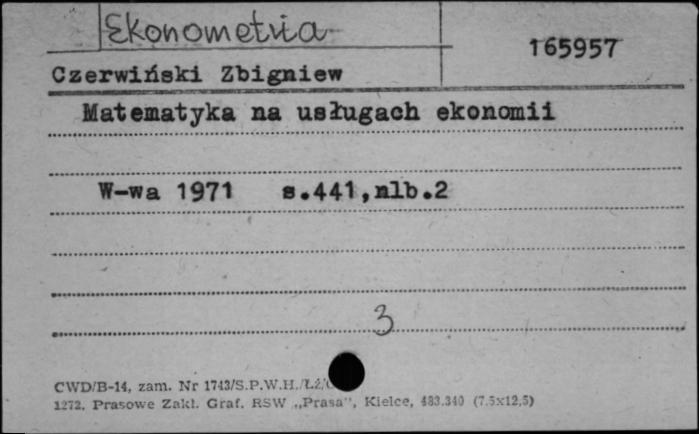 Ekonometria
165957
Czerwiński Zbigniew
Matematyka na usługach ekonomii
W-wa 1971 s.441,nlb.2
3
CWD/B-14, zam. Nr 1743/S.P.W.H./Łź/
1272. Prasowe Zakł. Graf. RSW „Prasa”, Kielce, 483.340 (7.5x12,5)